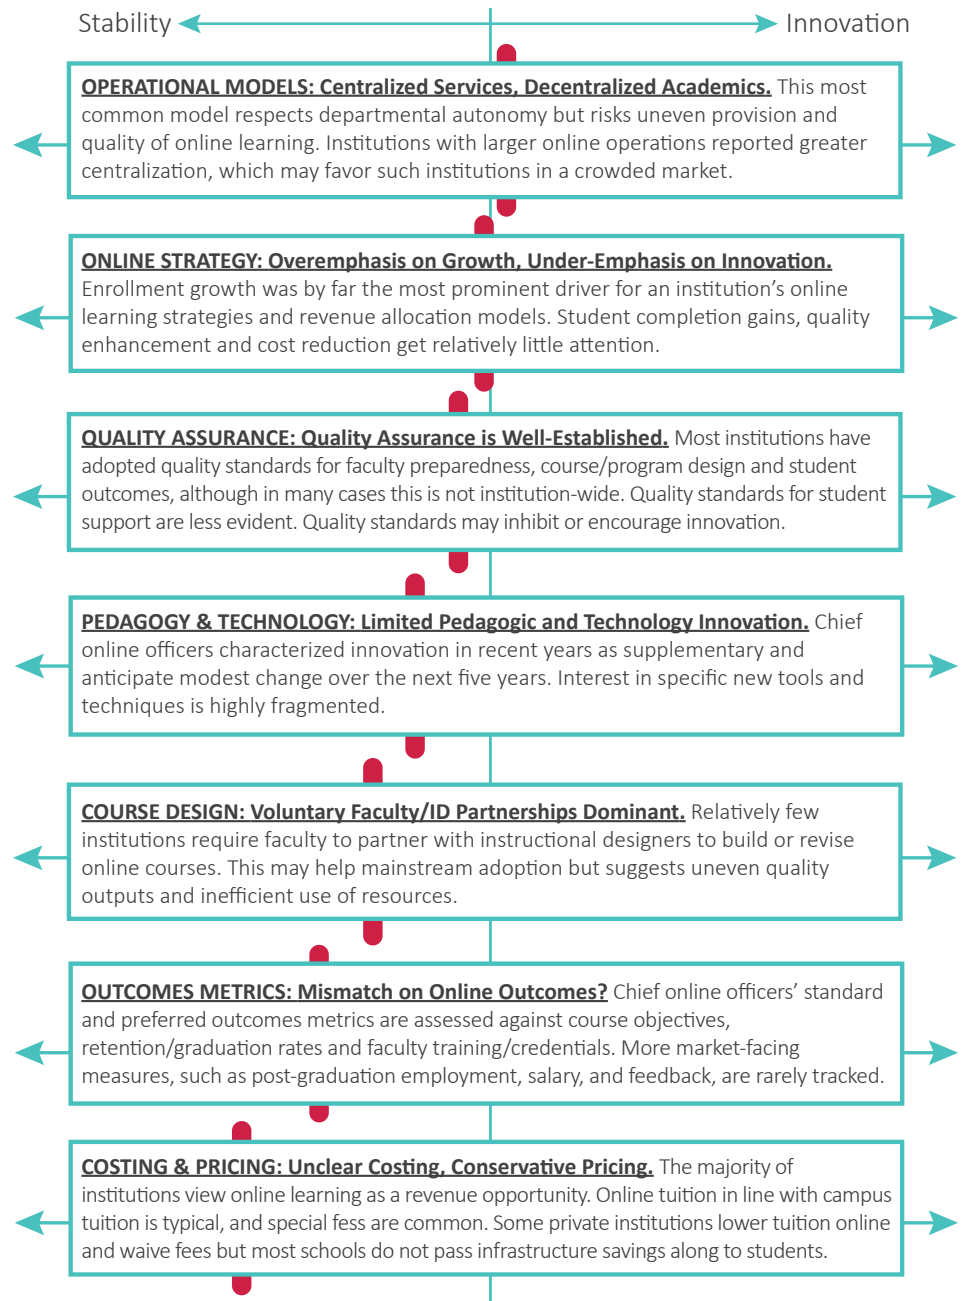 Stability
Innovation
OPERATIONAL MODELS: Centralized Services, Decentralized Academics. This most
common model respects departmental autonomy but risks uneven provision and
quality of online learning. Institutions with larger online operations reported greater
centralization, which may favor such institutions in a crowded market.
ONLINE STRATEGY: Overemphasis on Growth, Under-Emphasis on Innovation.
Enrollment growth was by far the most prominent driver for an institution’s online
learning strategies and revenue allocation models. Student completion gains, quality
enhancement and cost reduction get relatively little attention.
QUALITY ASSURANCE: Quality Assurance is Well-Established. Most institutions have
adopted quality standards for faculty preparedness, course/program design and student
outcomes, although in many cases this is not institution-wide. Quality standards for student
support are less evident. Quality standards may inhibit or encourage innovation.
PEDAGOGY & TECHNOLOGY: Limited Pedagogic and Technology Innovation. Chief
online officers characterized innovation in recent years as supplementary and
anticipate modest change over the next five years. Interest in specific new tools and
techniques is highly fragmented.
COURSE DESIGN: Voluntary Faculty/ID Partnerships Dominant. Relatively few
institutions require faculty to partner with instructional designers to build or revise
online courses. This may help mainstream adoption but suggests uneven quality
outputs and inefficient use of resources.
OUTCOMES METRICS: Mismatch on Online Outcomes? Chief online officers’ standard
and preferred outcomes metrics are assessed against course objectives,
retention/graduation rates and faculty training/credentials. More market-facing
measures, such as post-graduation employment, salary, and feedback, are rarely tracked.
COSTING & PRICING: Unclear Costing, Conservative Pricing. The majority of
institutions view online learning as a revenue opportunity. Online tuition in line with campus
tuition is typical, and special fess are common. Some private institutions lower tuition online
and waive fees but most schools do not pass infrastructure savings along to students.